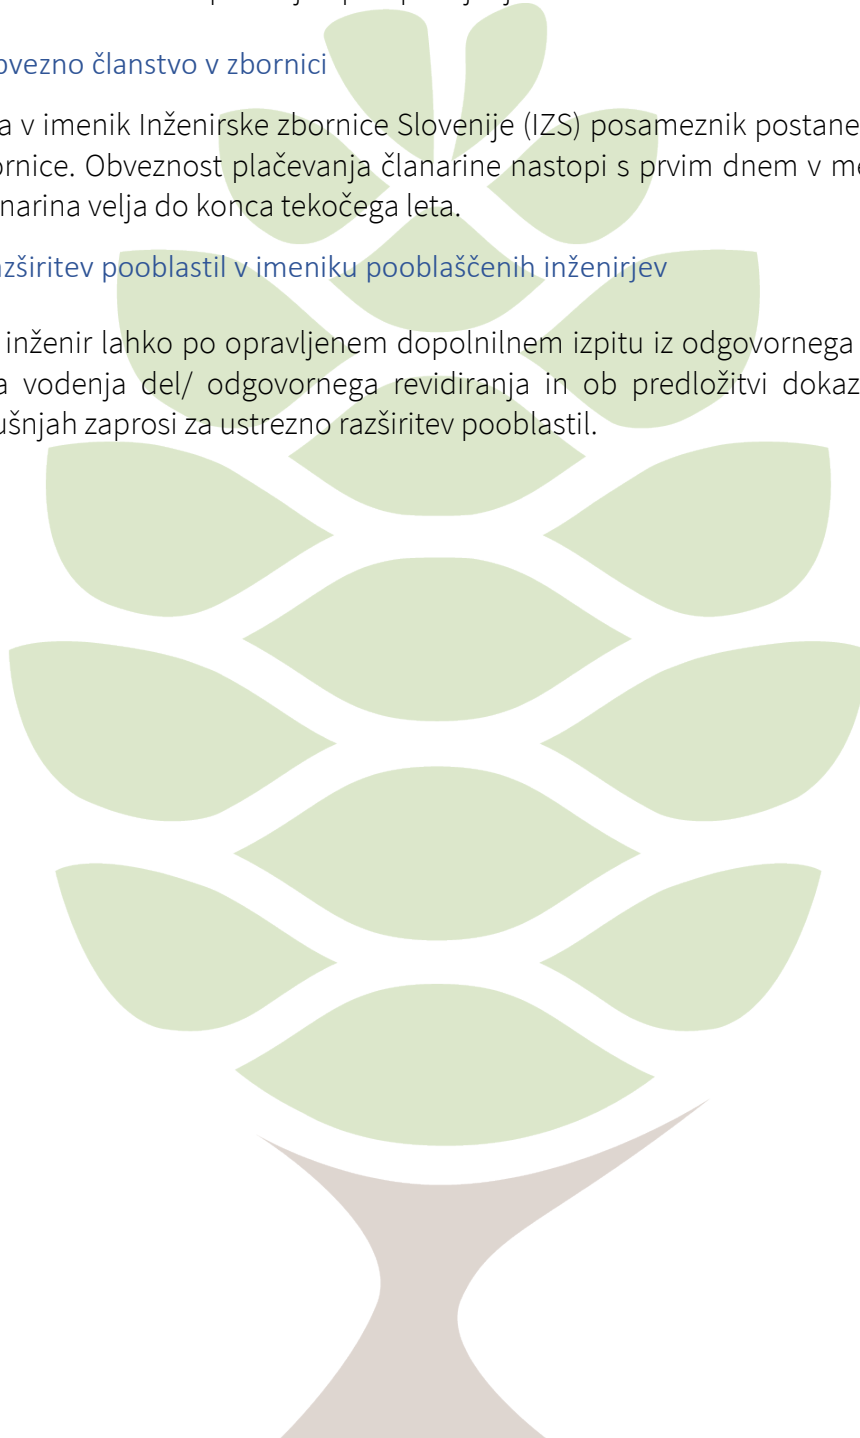 vezno članstvo v zbornici
a v imenik Inženirske zbornice Slovenije (IZS) posameznik postane
ornice. Obveznost plačevanja članarine nastopi s prvim dnem v me
narina velja do konca tekočega leta.
zširitev pooblastil v imeniku pooblaščenih inženirjev
inženir lahko po opravljenem dopolnilnem izpitu iz odgovornega
a vodenja del/ odgovornega revidiranja in ob predložitvi dokaz
ušnjah zaprosi za ustrezno razširitev pooblastil.